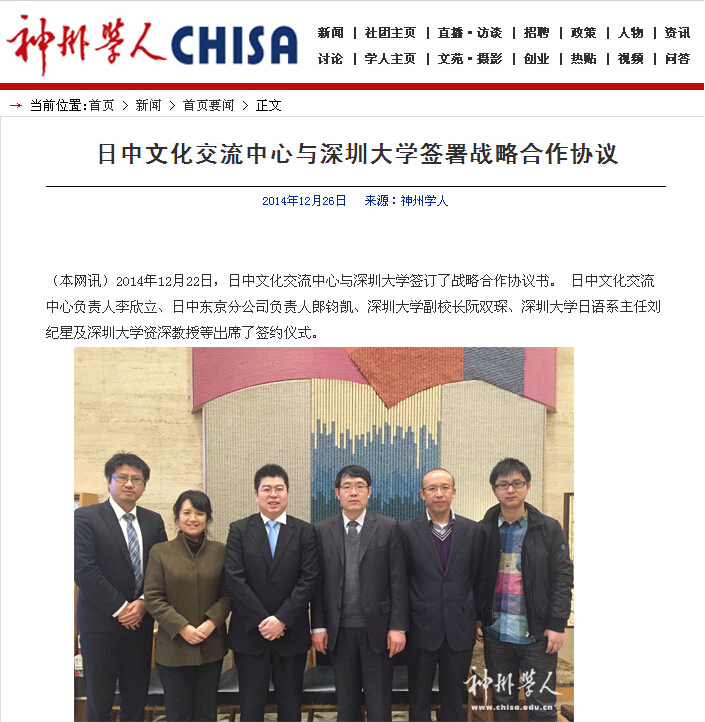 神州学人CHISA
新闻 | 社团主页 | 直播·访谈 | 招聘 | 政策 | 人物 | 资讯
讨论 | 学人主页 | 文苑·摄影 | 创业 | 热贴 | 视频 | 问答
→ 当前位置:首页 > 新闻 > 首页要闻 > 正文
日中文化交流中心与深圳大学签署战略合作协议
2014年12月26日 来源：神州学人
（本网讯）2014年12月22日，日中文化交流中心与深圳大学签订了战略合作协议书。 日中文化交流
中心负责人李欣立、日中东京分公司负责人郎钧凯、深圳大学副校长阮双琛、深圳大学日语系主任刘
纪星及深圳大学资深教授等出席了签约仪式。
神州学人
www.chisa.edu.cn